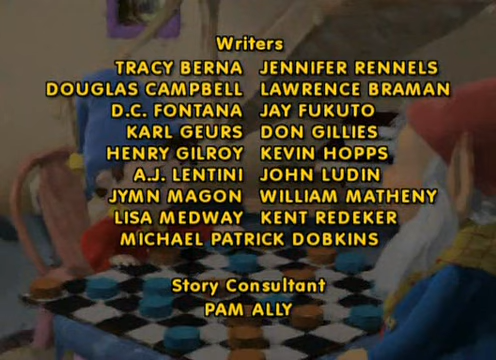 Writers
TRACY BERNA JENNIFER RENNELS
DOUGLAS CAMPBELL LAWRENCE BRAMAN
D.C. FONTANA JAY FUKUTO
KARL GEURS DON GILLIES
HENRY GILROY KEVIN HOPPS
A.J. LENTINI JOHN LUDIN
JYMN MAGON WILLIAM MATHENY
LISA MEDWAY KENT REDEKER
MICHAEL PATRICK DOBKINS
Story Consultant
PAM ALLY